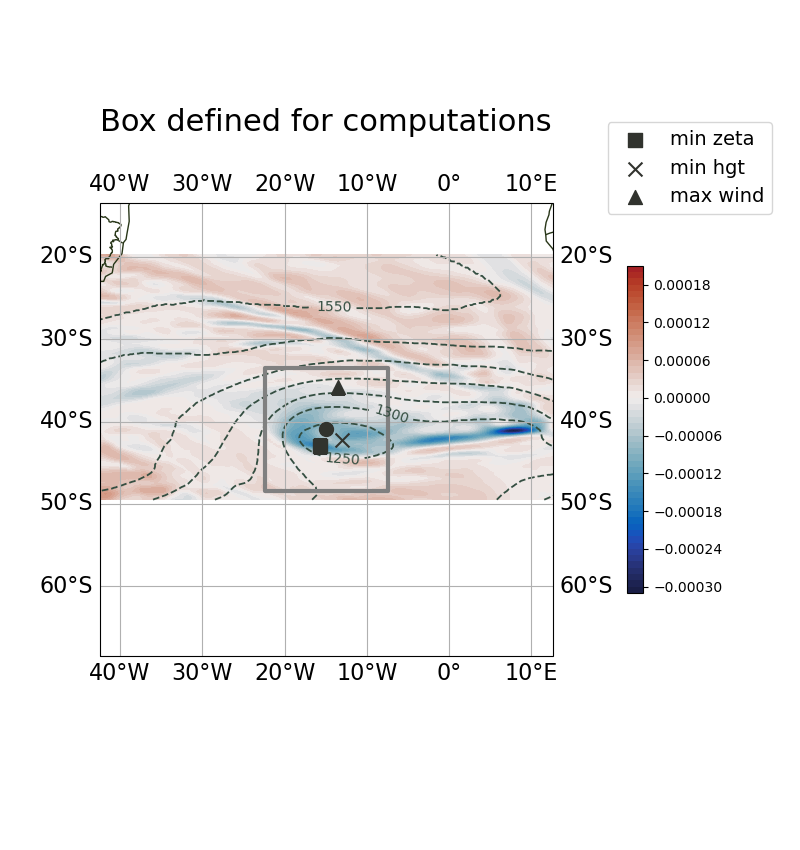 Box defined for computations
min zeta
min hgt
max wind
40°W 30°W 20°W 10°W 0° 10°E
20°S 20°S
30°S 30°S
40°S 40°S
50°S 50°S
60°S 60°S
1550
1300
1250
40°W 30°W 20°W 10°W 0° 10°E
0.00018
0.00012
0.00006
0.00000
−0.00006
−0.00012
−0.00018
−0.00024
−0.00030